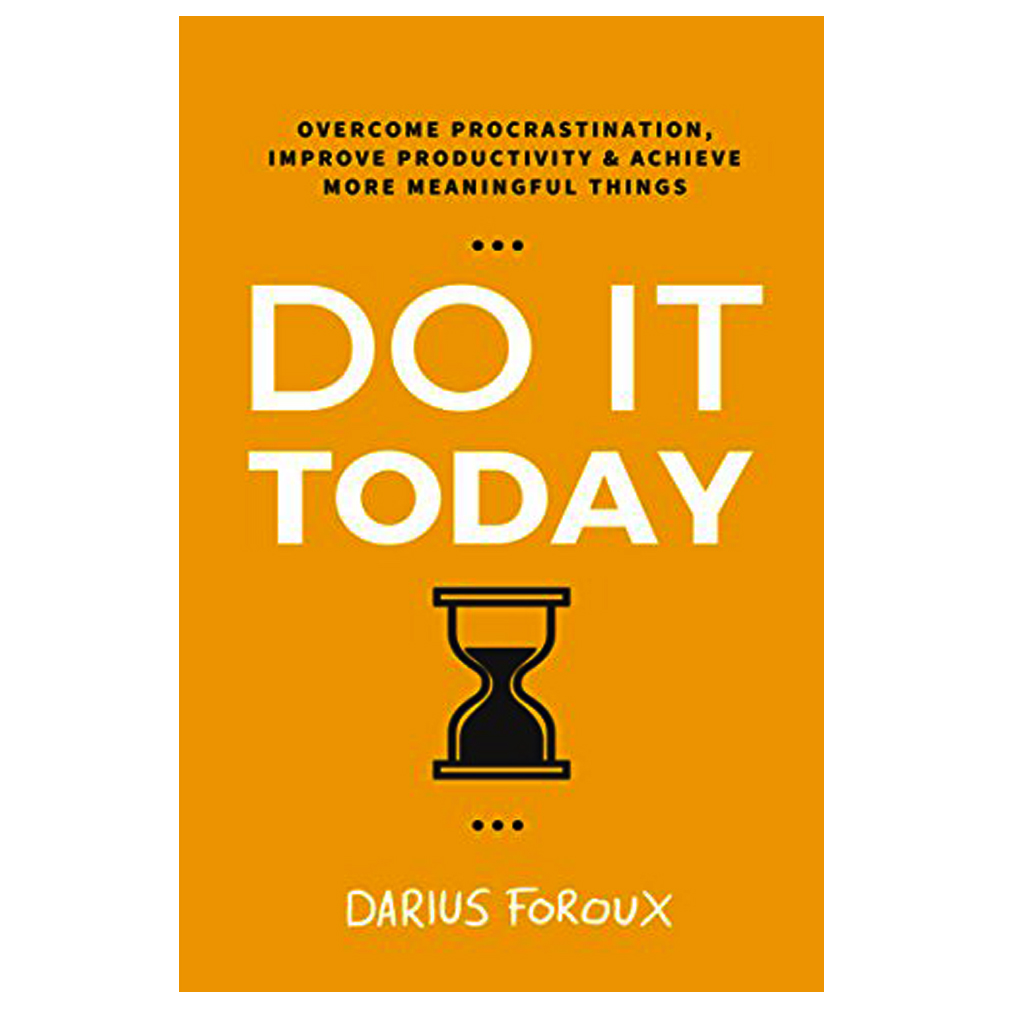 OVERCOME PROCRASTINATION,
IMPROVE PRODUCTIVITY & ACHIEVE
MORE MEANINGFUL THINGS
DO IT
TODAY
DARIUS FOROUX